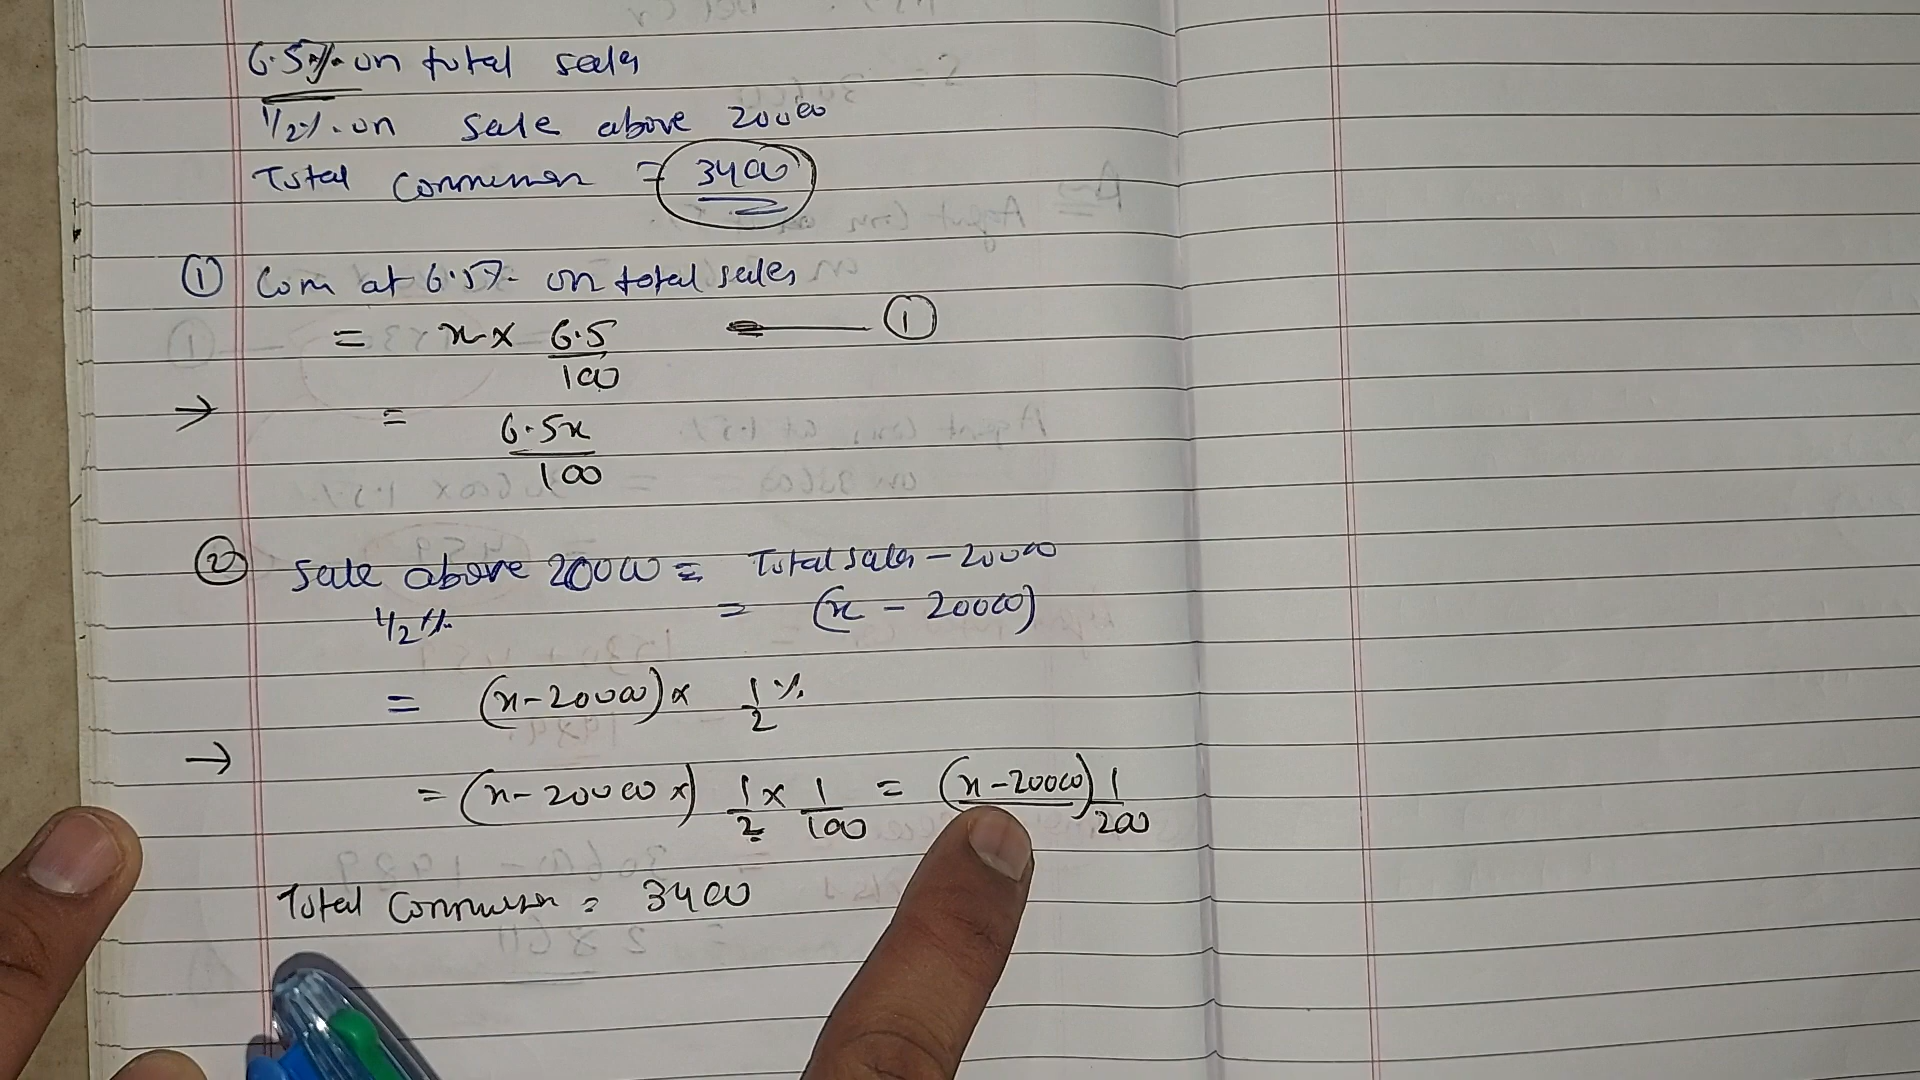 6.5% on total sales
1/2% on sale above 20000
Total Commission = 3400
① Com at 6.5% on total sales
= x × 6.5/100 — ①
→ = 6.5x/100
② Sale above 20000 = Total sales - 20000
1/2% = (x - 20000)
= (x-20000) × 1/2 %
→ = (x-20000 x) 1/2 × 1/100 = (x-20000) 1/200
Total Commission = 3400